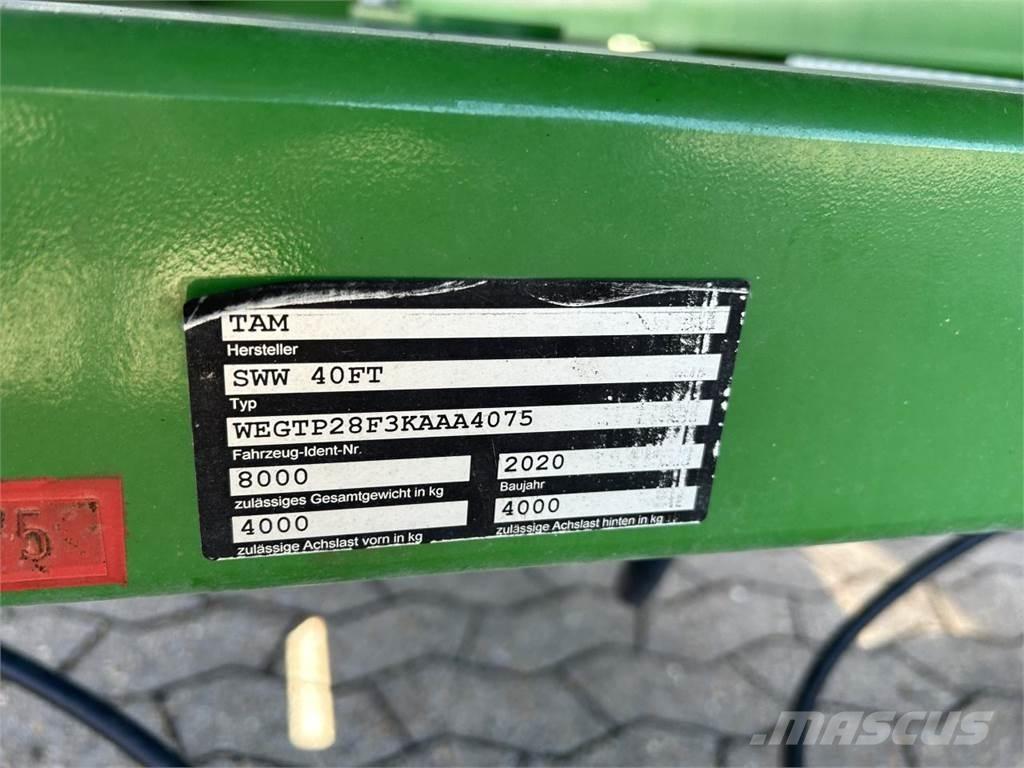 TAM
Hersteller
SWW 40FT
Typ
WEGTP28F3KAAA4075
Fahrzeug-Ident-Nr.
8000
zulässiges Gesamtgewicht in kg
2020
Baujahr
4000
zulässige Achslast vorn in kg
4000
zulässige Achslast hinten in kg
75
MASCUS